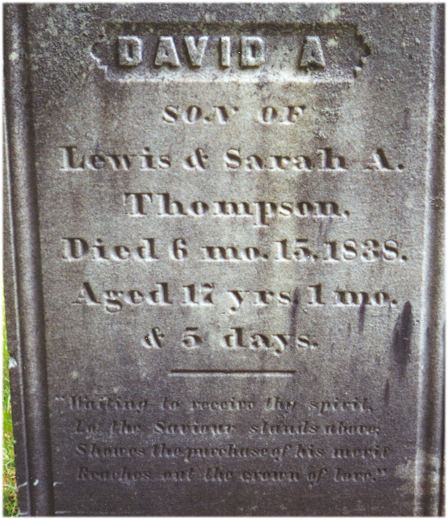 DAVID A
SON OF
Lewis & Sarah A.
Thompson.
Died 6 mo. 15. 1838.
Aged 17 yrs 1 mo.
& 5 days.
"Waiting to receive thy spirit,
Lo the Saviour stands above;
Shows the purchase of his merit
Reaches out the crown of love."